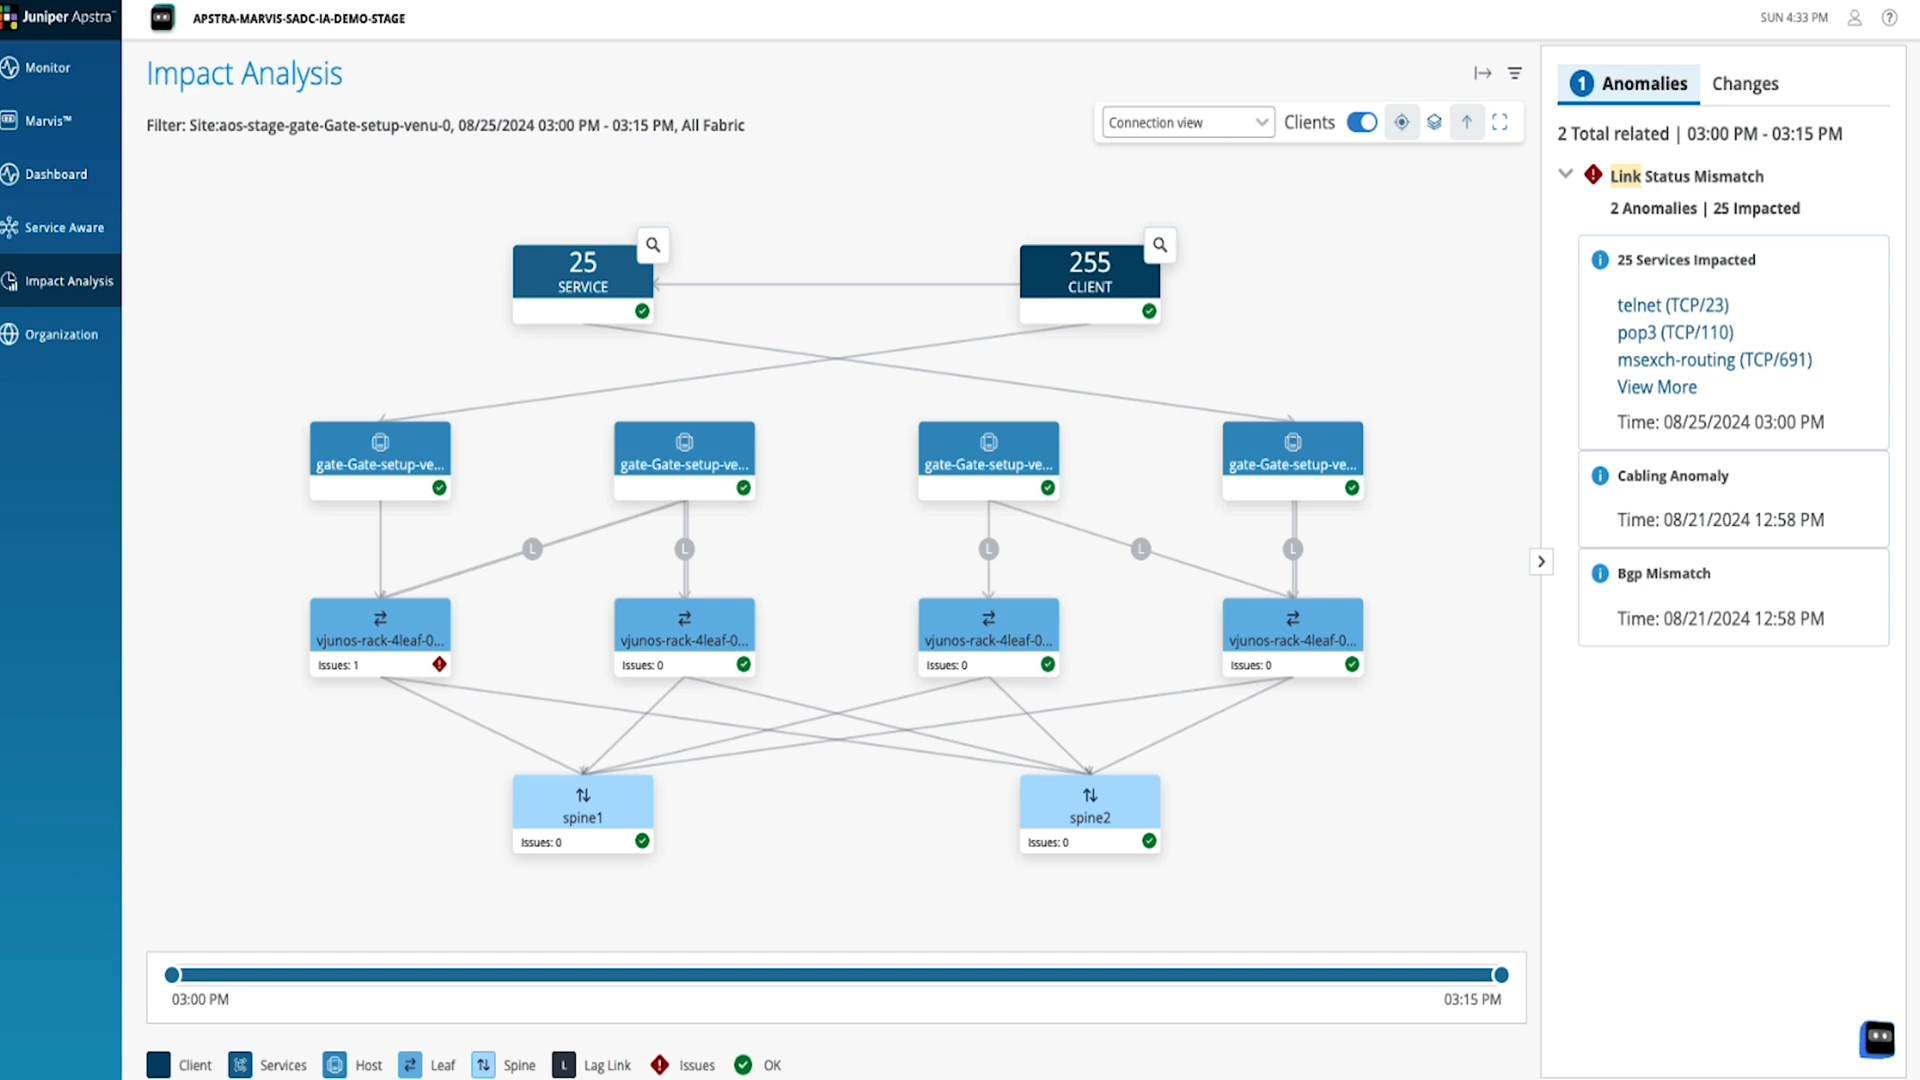 Juniper Apstra™
APSTRA-MARVIS-SADC-IA-DEMO-STAGE
SUN 4:33 PM
Monitor
Marvis™
Dashboard
Service Aware
Impact Analysis
Organization
Impact Analysis
Filter: Site:aos-stage-gate-Gate-setup-venu-0, 08/25/2024 03:00 PM - 03:15 PM, All Fabric
Connection view
Clients
25
SERVICE
255
CLIENT
gate-Gate-setup-ve...
gate-Gate-setup-ve...
gate-Gate-setup-ve...
gate-Gate-setup-ve...
L
L
L
L
L
vjunos-rack-4leaf-0...
Issues: 1
vjunos-rack-4leaf-0...
Issues: 0
vjunos-rack-4leaf-0...
Issues: 0
vjunos-rack-4leaf-0...
Issues: 0
spine1
Issues: 0
spine2
Issues: 0
03:00 PM
03:15 PM
Client
Services
Host
Leaf
Spine
L
Lag Link
Issues
OK
1 Anomalies
Changes
2 Total related | 03:00 PM - 03:15 PM
Link Status Mismatch
2 Anomalies | 25 Impacted
25 Services Impacted
telnet (TCP/23)
pop3 (TCP/110)
msexch-routing (TCP/691)
View More
Time: 08/25/2024 03:00 PM
Cabling Anomaly
Time: 08/21/2024 12:58 PM
Bgp Mismatch
Time: 08/21/2024 12:58 PM